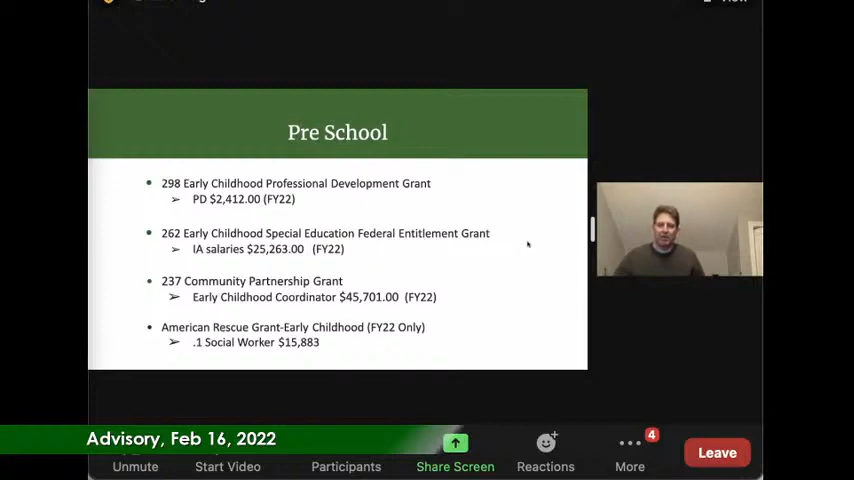 Pre School
298 Early Childhood Professional Development Grant
➢ PD $2,412.00 (FY22)
262 Early Childhood Special Education Federal Entitlement Grant
➢ IA salaries $25,263.00 (FY22)
237 Community Partnership Grant
➢ Early Childhood Coordinator $45,701.00 (FY22)
American Rescue Grant-Early Childhood (FY22 Only)
➢ .1 Social Worker $15,883
Advisory, Feb 16, 2022
4
Unmute
Start Video
Participants
Share Screen
Reactions
More
Leave